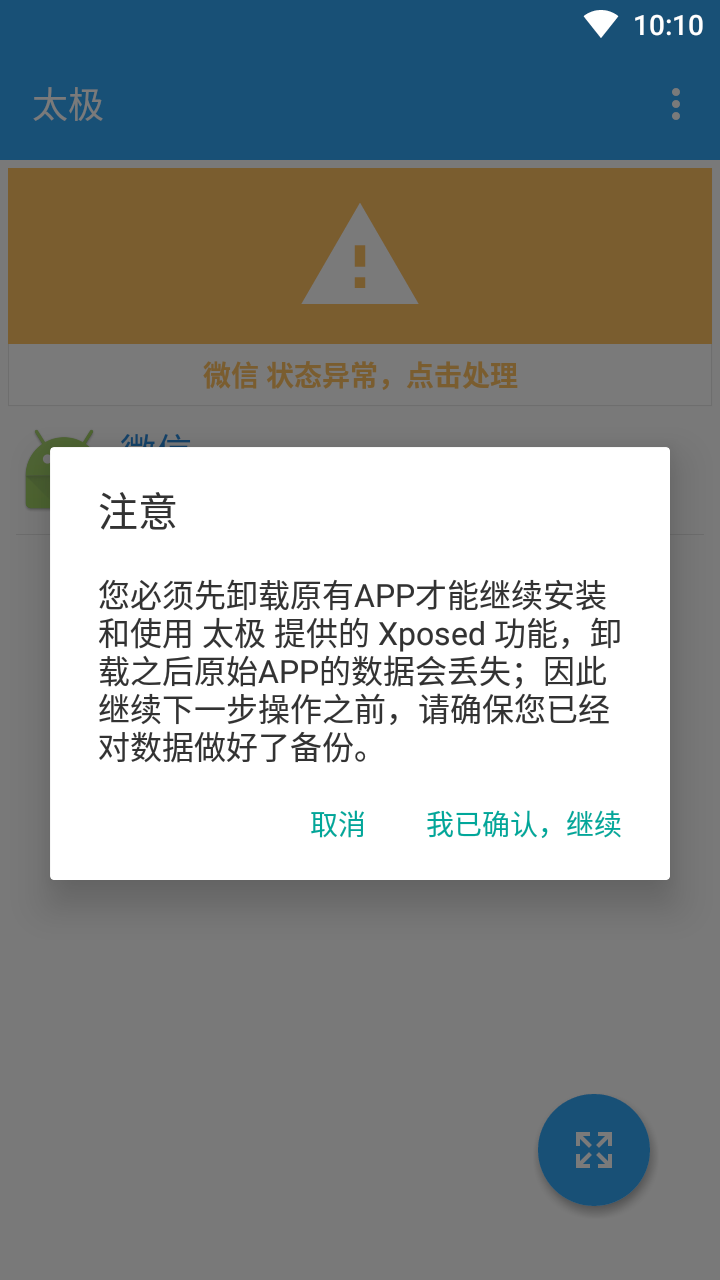 10:10
太极
微信 状态异常，点击处理
微信
注意
您必须先卸载原有APP才能继续安装
和使用 太极 提供的 Xposed 功能，卸
载之后原始APP的数据会丢失；因此
继续下一步操作之前，请确保您已经
对数据做好了备份。
取消 我已确认，继续